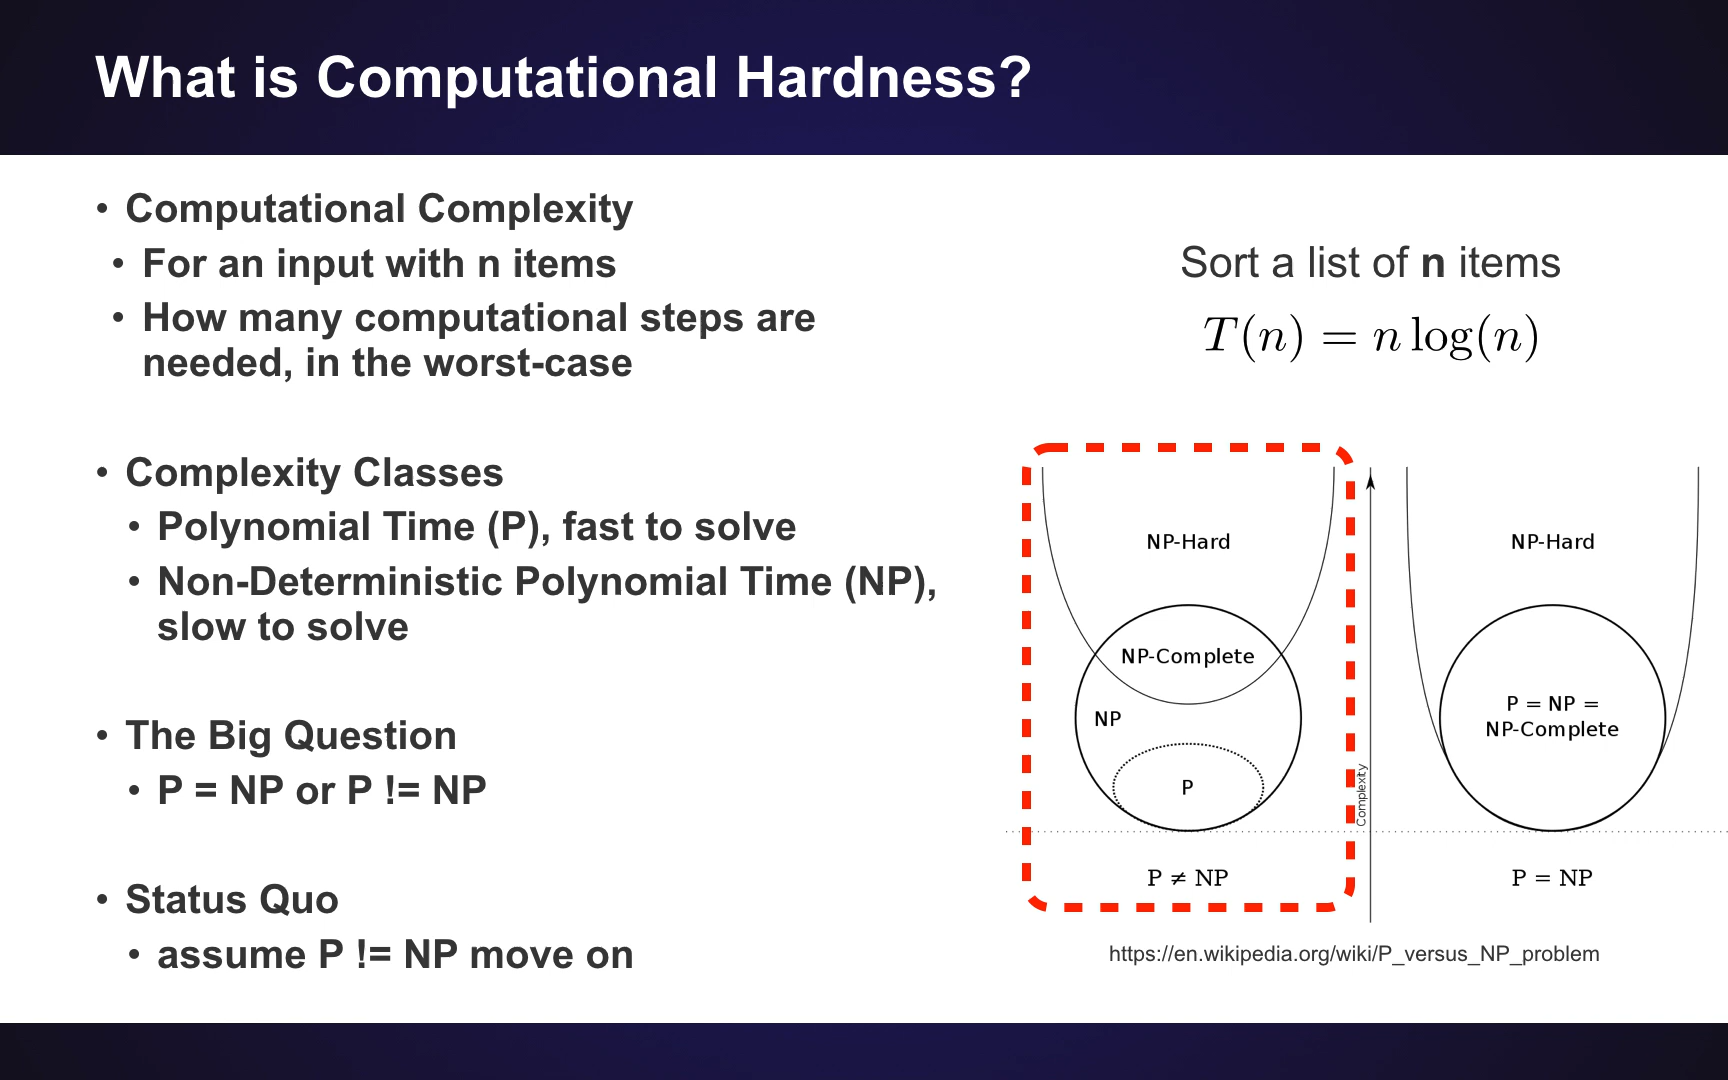 What is Computational Hardness?
• Computational Complexity
• For an input with n items
• How many computational steps are
needed, in the worst-case
• Complexity Classes
• Polynomial Time (P), fast to solve
• Non-Deterministic Polynomial Time (NP),
slow to solve
• The Big Question
• P = NP or P != NP
• Status Quo
• assume P != NP move on
Sort a list of n items
T(n) = n log(n)
NP-Hard
NP-Complete
NP
P
P ≠ NP
Complexity
NP-Hard
P = NP =
NP-Complete
P = NP
https://en.wikipedia.org/wiki/P_versus_NP_problem